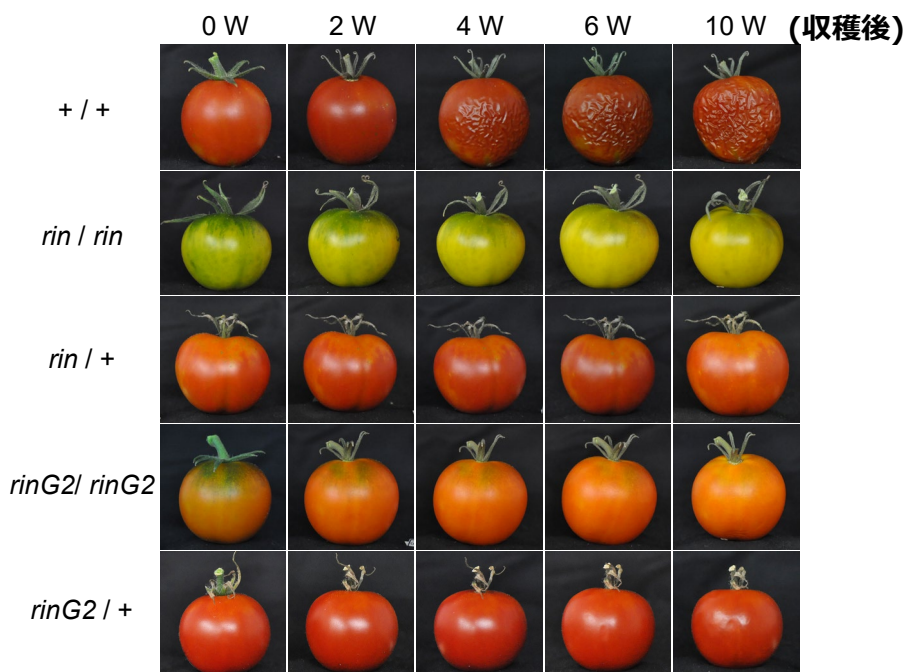 0 W 2 W 4 W 6 W 10 W (収穫後)
+ / +
rin / rin
rin / +
rinG2/ rinG2
rinG2 / +